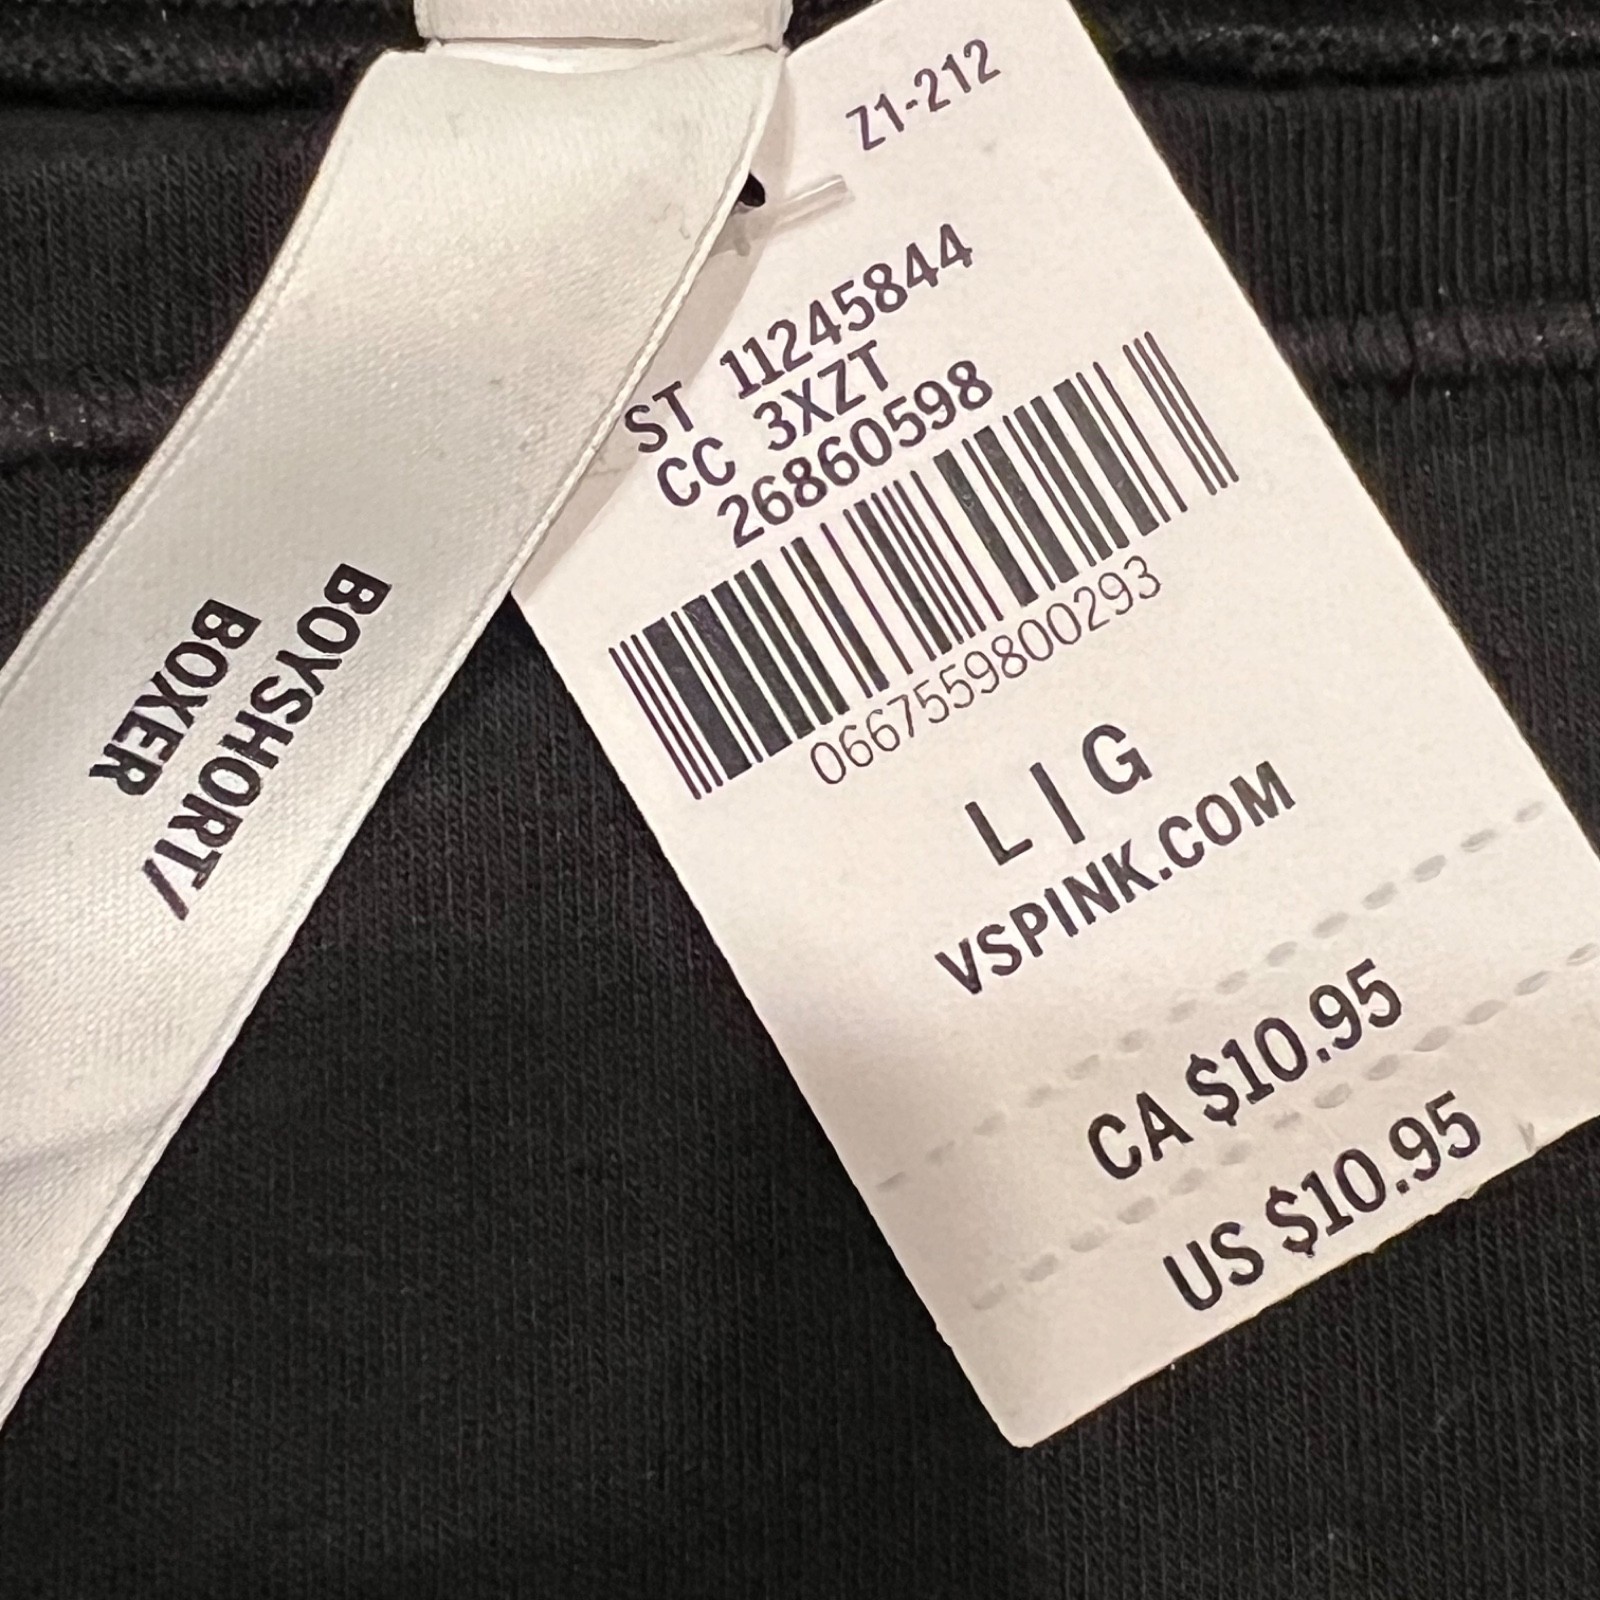 Z1-212
ST 11245844
CC 3XZT
26860598
0667559800293
L | G
VSPINK.COM
CA $10.95
US $10.95
BOYSHORT/
BOXER